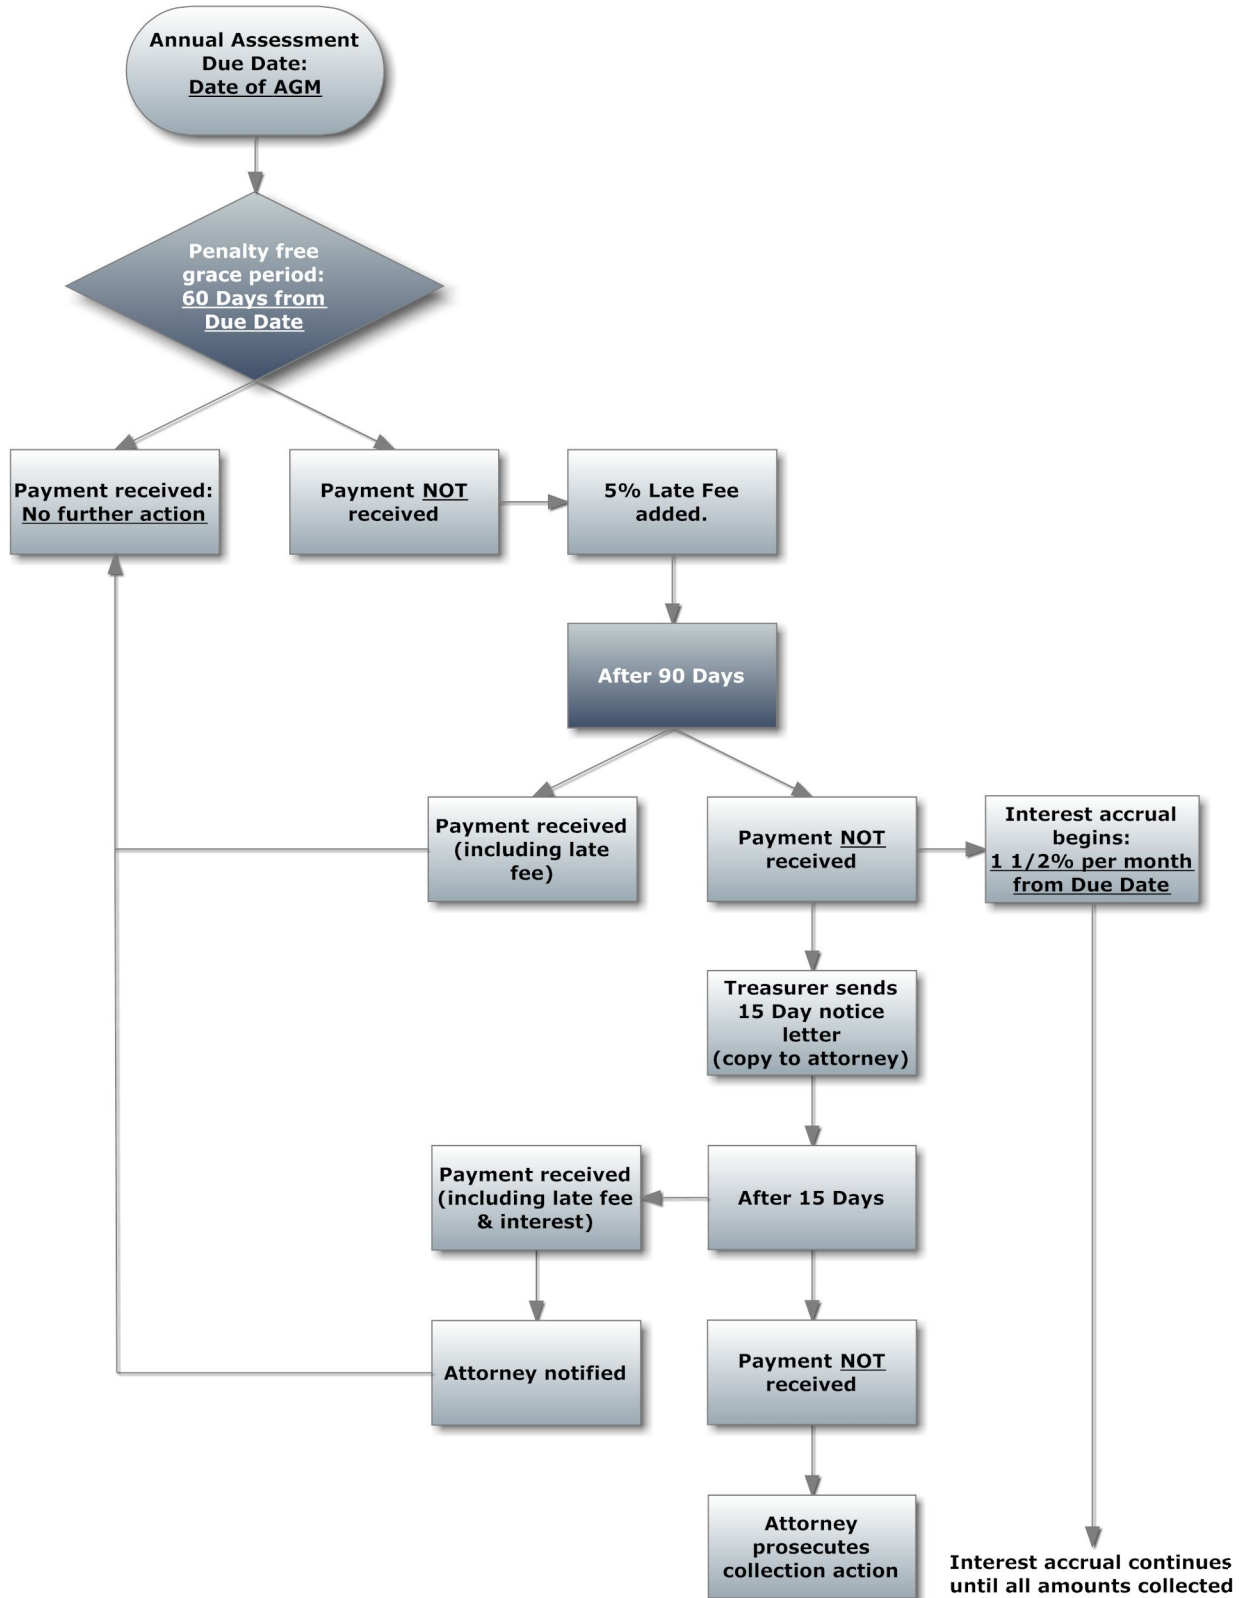 Annual Assessment
Due Date:
Date of AGM
Penalty free
grace period:
60 Days from
Due Date
Payment received:
No further action
Payment NOT
received
5% Late Fee
added.
After 90 Days
Payment received
(including late
fee)
Payment NOT
received
Interest accrual
begins:
1 1/2% per month
from Due Date
Treasurer sends
15 Day notice
letter
(copy to attorney)
Payment received
(including late fee
& interest)
After 15 Days
Attorney notified
Payment NOT
received
Attorney
prosecutes
collection action
Interest accrual continues
until all amounts collected